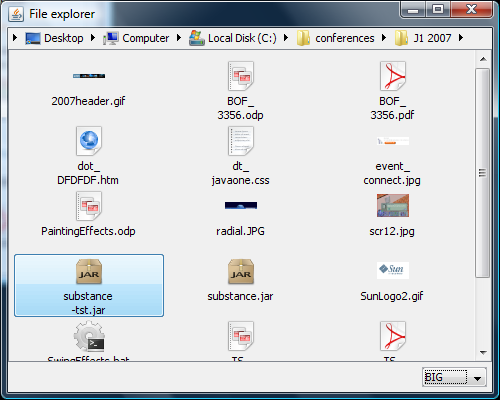 File explorer
Desktop Computer Local Disk (C:) conferences J1 2007
2007header.gif
BOF_
3356.odp
BOF_
3356.pdf
dot_
DFDFDF.htm
dt_
javaone.css
event_
connect.jpg
PaintingEffects.odp
radial.JPG
scr12.jpg
JAR
substance
-tst.jar
JAR
substance.jar
Sun
SunLogo2.gif
SwingEffects.bat
TS_
TS_
BIG